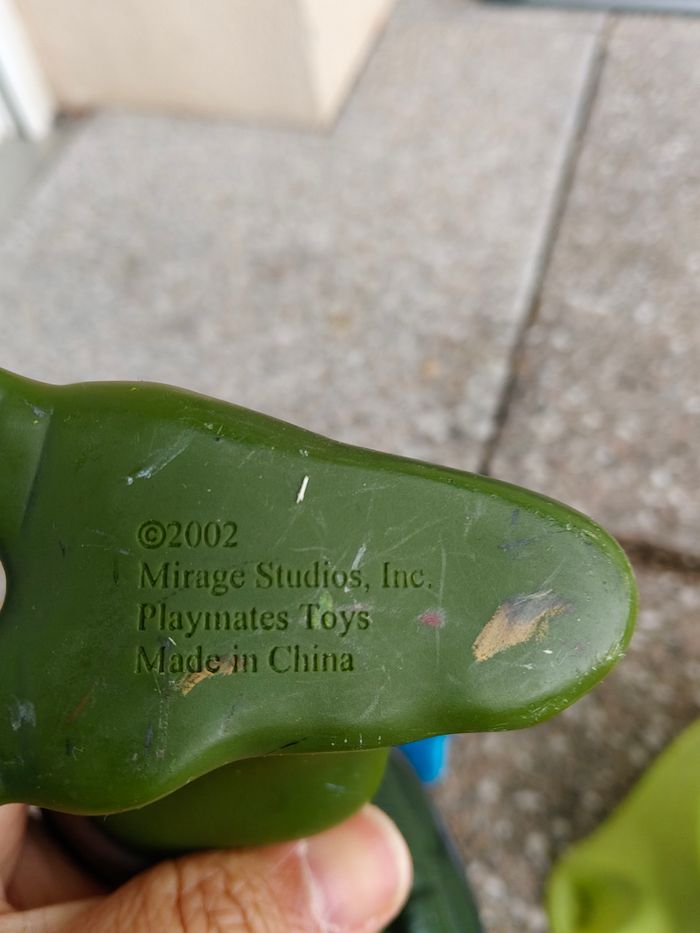 ©2002
Mirage Studios, Inc.
Playmates Toys
Made in China